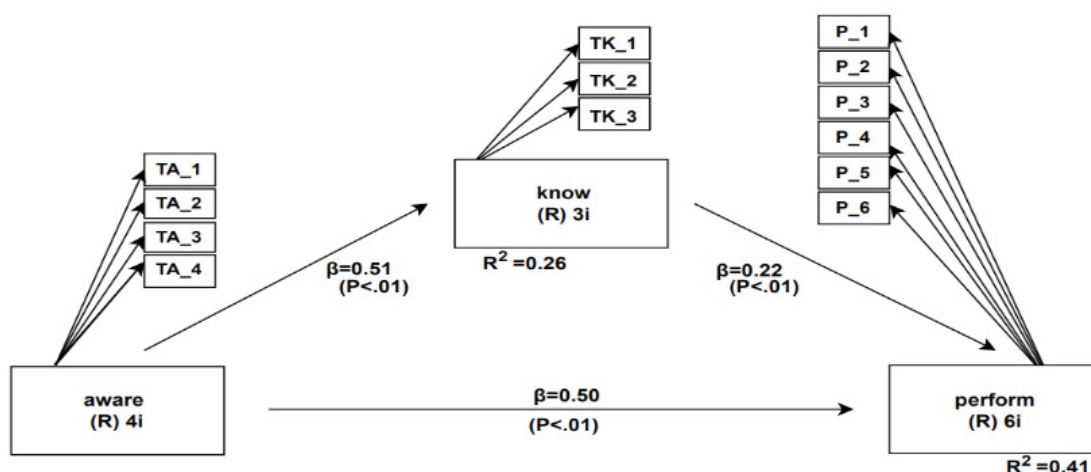 TK_1
TK_2
TK_3
P_1
P_2
P_3
P_4
P_5
P_6
TA_1
TA_2
TA_3
TA_4
know
(R) 3i
R² =0.26
β=0.51
(P<.01)
β=0.22
(P<.01)
aware
(R) 4i
β=0.50
(P<.01)
perform
(R) 6i
R² =0.41